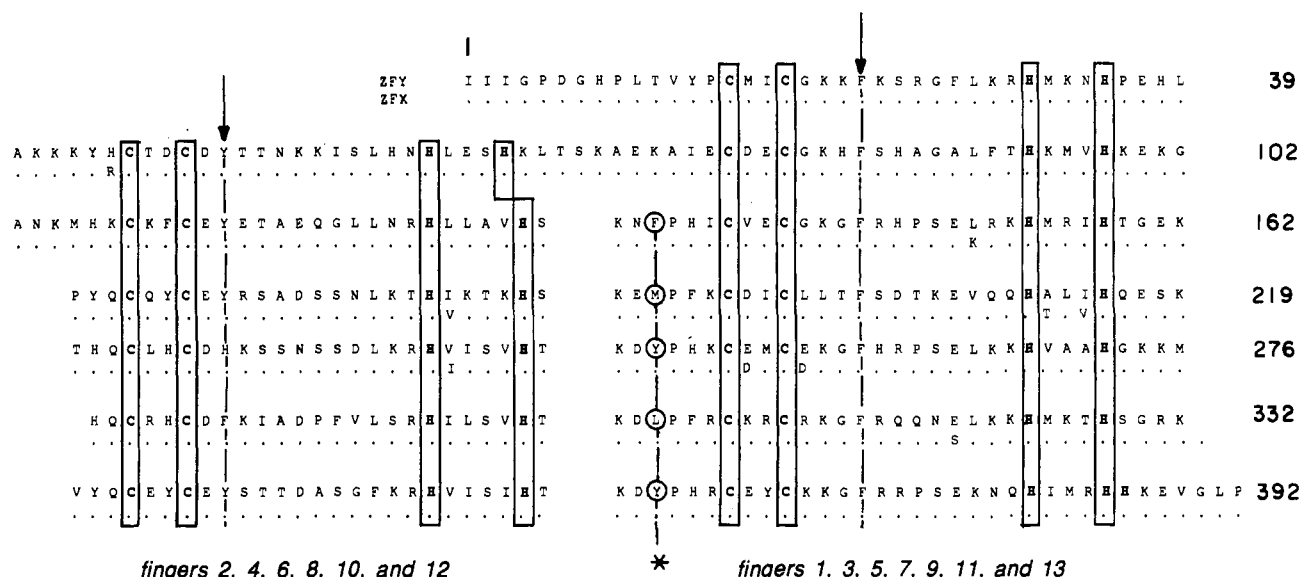 I
ZFY I I I G P D G H P L T V Y P C M I C G K K F K S R G F L K R H M K N H P E H L 39
ZFX . . . . . . . . . . . . . . . . . . . . . . . . . . . . . . . . . . . . . . .
A K K K Y H C T D C D Y T T N K K I S L H N H L E S H K L T S K A E K A I E C D E C G K H F S H A G A L F T H K M V H K E K G 102
. . . . . R . . . . . . . . . . . . . . . . . . . . . . . . . . . . . . . . . . . . . . . . . . . . . . . . . . . . . . . . .
A N K M H K C K F C E Y E T A E Q G L L N R H L L A V H S K N F P H I C V E C G K G F R H P S E L R K H M R I H T G E K 162
. . . . . . . . . . . . . . . . . . . . . . . . . . . . . . . . . . . . . . . . . . . . . . K . . . . . . . . . . . .
P Y Q C Q Y C E Y R S A D S S N L K T H I K T K H S K E M P F K C D I C L L T F S D T K E V Q Q H A L I H Q E S K 219
. . . . . . . . . . . . . . . . . . . . V . . . . . . . . . . . . . . . . . . . . . . . . . . . . T . V . . . . .
T H Q C L H C D H K S S N S S D L K R H V I S V H T K D Y P H K C E M C E K G F H R P S E L K K H V A A H G K K M 276
. . . . . . . . . . . . . . . . . . . . I . . . . . . . . . . . . D . . D . . . . . . . . . . . . . . . . . . . .
H Q C R H C D F K I A D P F V L S R H I L S V H T K D L P F R C K R C R K G F R Q Q N E L K K H M K T H S G R K 332
. . . . . . . . . . . . . . . . . . . . . . . . . . . . . . . . . . . . . . . . . . . S . . . . . . . . . . . . .
V Y Q C E Y C E Y S T T D A S G F K R H V I S I H T K D Y P H R C E Y C K K G F R R P S E K N Q H I M R H H K E V G L P 392
. . . . . . . . . . . . . . . . . . . . . . . . . . . . . . . . . . . . . . . . . . . . . . . . . . . . . . . . . . . .
fingers 2, 4, 6, 8, 10, and 12 * fingers 1, 3, 5, 7, 9, 11, and 13